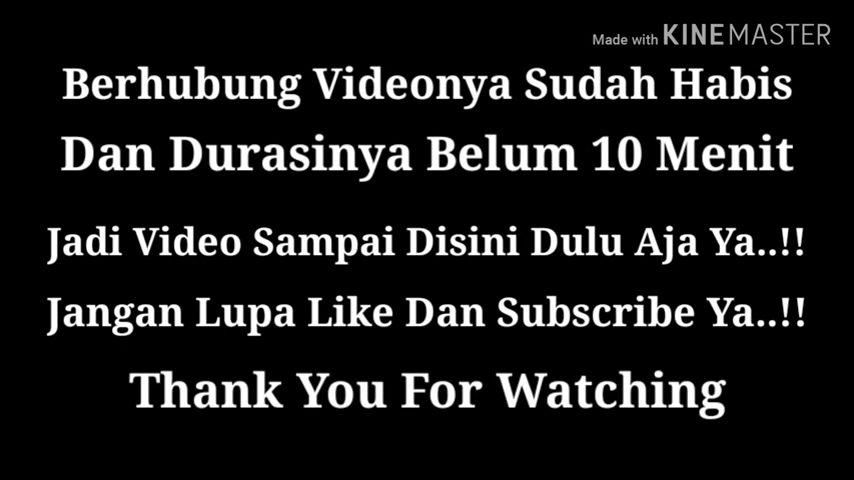 Made with KINEMASTER
Berhubung Videonya Sudah Habis
Dan Durasinya Belum 10 Menit
Jadi Video Sampai Disini Dulu Aja Ya..!!
Jangan Lupa Like Dan Subscribe Ya..!!
Thank You For Watching